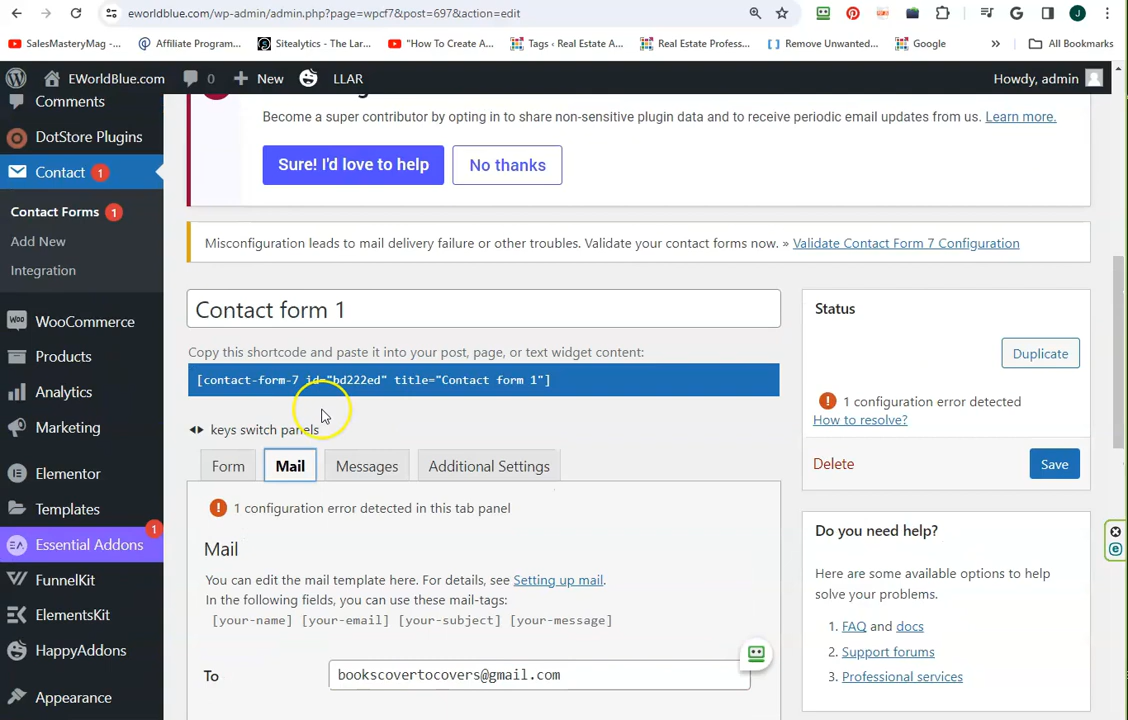 eworldblue.com/wp-admin/admin.php?page=wpcf7&post=697&action=edit
J
SalesMasteryMag -...
Affiliate Program...
Sitealytics - The Lar...
"How To Create A...
Tags ‹ Real Estate A...
Real Estate Profess...
Remove Unwanted...
Google
»
All Bookmarks
EWorldBlue.com
0
New
LLAR
Howdy, admin
Comments
DotStore Plugins
Contact 1
Contact Forms 1
Add New
Integration
WooCommerce
Products
Analytics
Marketing
Elementor
Templates
1
Essential Addons
FunnelKit
ElementsKit
HappyAddons
Appearance
Become a super contributor by opting in to share non-sensitive plugin data and to receive periodic email updates from us. Learn more.
Sure! I'd love to help
No thanks
Misconfiguration leads to mail delivery failure or other troubles. Validate your contact forms now. » Validate Contact Form 7 Configuration
Contact form 1
Copy this shortcode and paste it into your post, page, or text widget content:
[contact-form-7 id="bd222ed" title="Contact form 1"]
keys switch panels
Form
Mail
Messages
Additional Settings
1 configuration error detected in this tab panel
Mail
You can edit the mail template here. For details, see Setting up mail.
In the following fields, you can use these mail-tags:
[your-name] [your-email] [your-subject] [your-message]
To
bookscovertocovers@gmail.com
Status
Duplicate
1 configuration error detected
How to resolve?
Delete
Save
Do you need help?
Here are some available options to help
solve your problems.
1. FAQ and docs
2. Support forums
3. Professional services